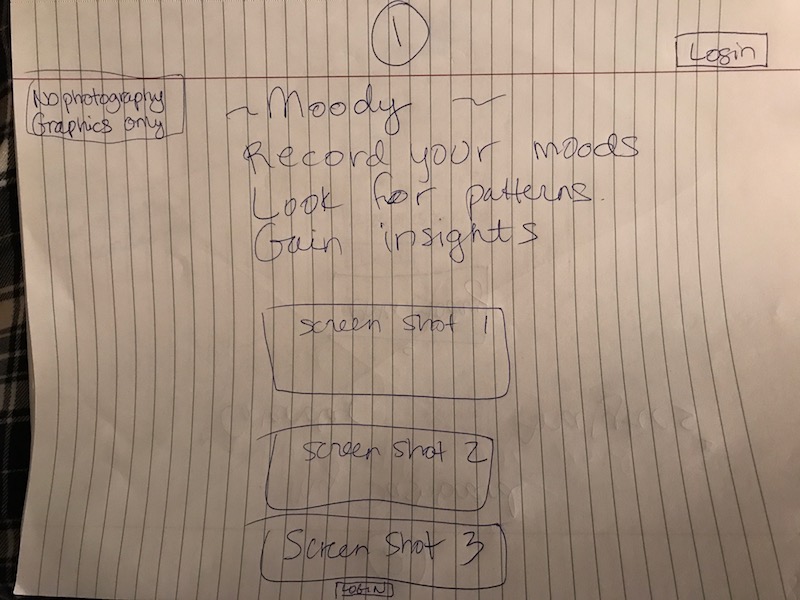 1
Login
No photography
Graphics only
~Moody ~
Record your moods
Look for patterns.
Gain insights
screen shot 1
screen shot 2
Screen Shot 3
LOGIN